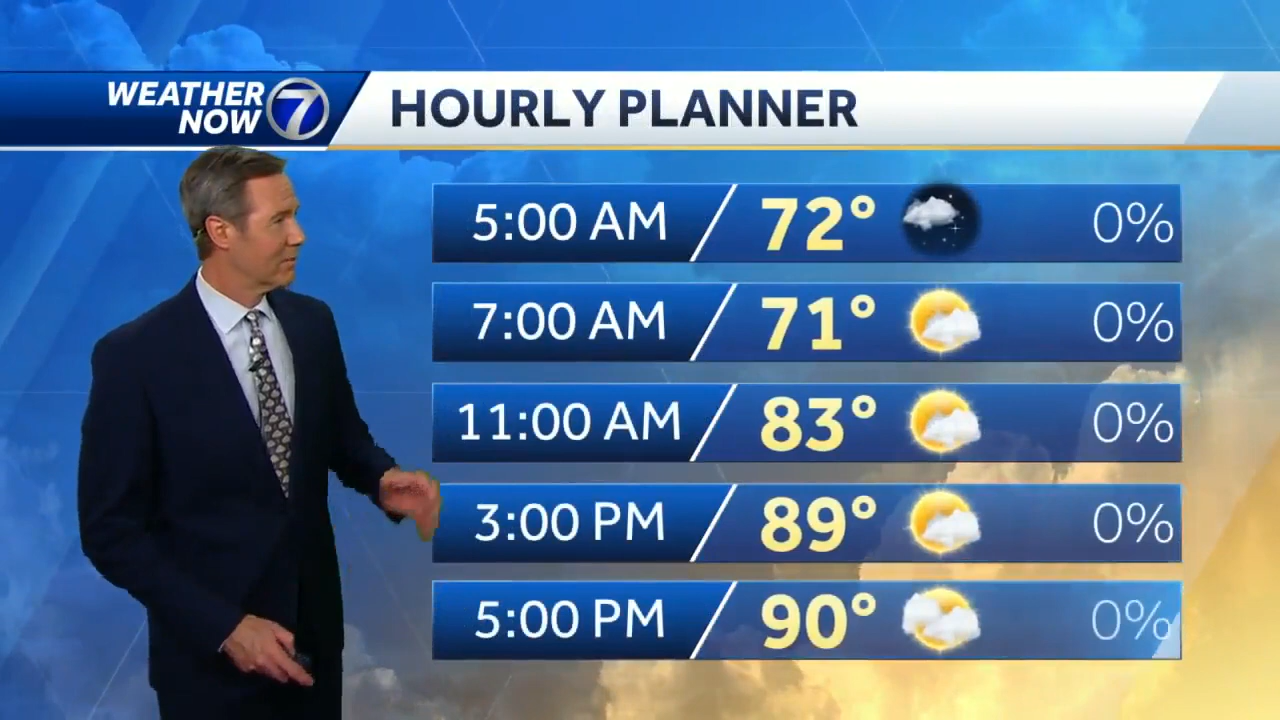 WEATHER
NOW 7
HOURLY PLANNER
5:00 AM 72° 0%
7:00 AM 71° 0%
11:00 AM 83° 0%
3:00 PM 89° 0%
5:00 PM 90° 0%